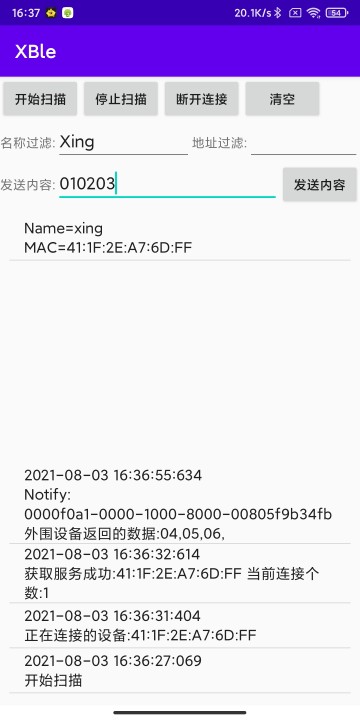 16:37 20.1K/s 54
XBle
开始扫描 停止扫描 断开连接 清空
名称过滤: Xing 地址过滤:
发送内容: 010203 发送内容
Name=xing
MAC=41:1F:2E:A7:6D:FF
2021-08-03 16:36:55:634
Notify:
0000f0a1-0000-1000-8000-00805f9b34fb
外围设备返回的数据:04,05,06,
2021-08-03 16:36:32:614
获取服务成功:41:1F:2E:A7:6D:FF 当前连接个
数:1
2021-08-03 16:36:31:404
正在连接的设备:41:1F:2E:A7:6D:FF
2021-08-03 16:36:27:069
开始扫描